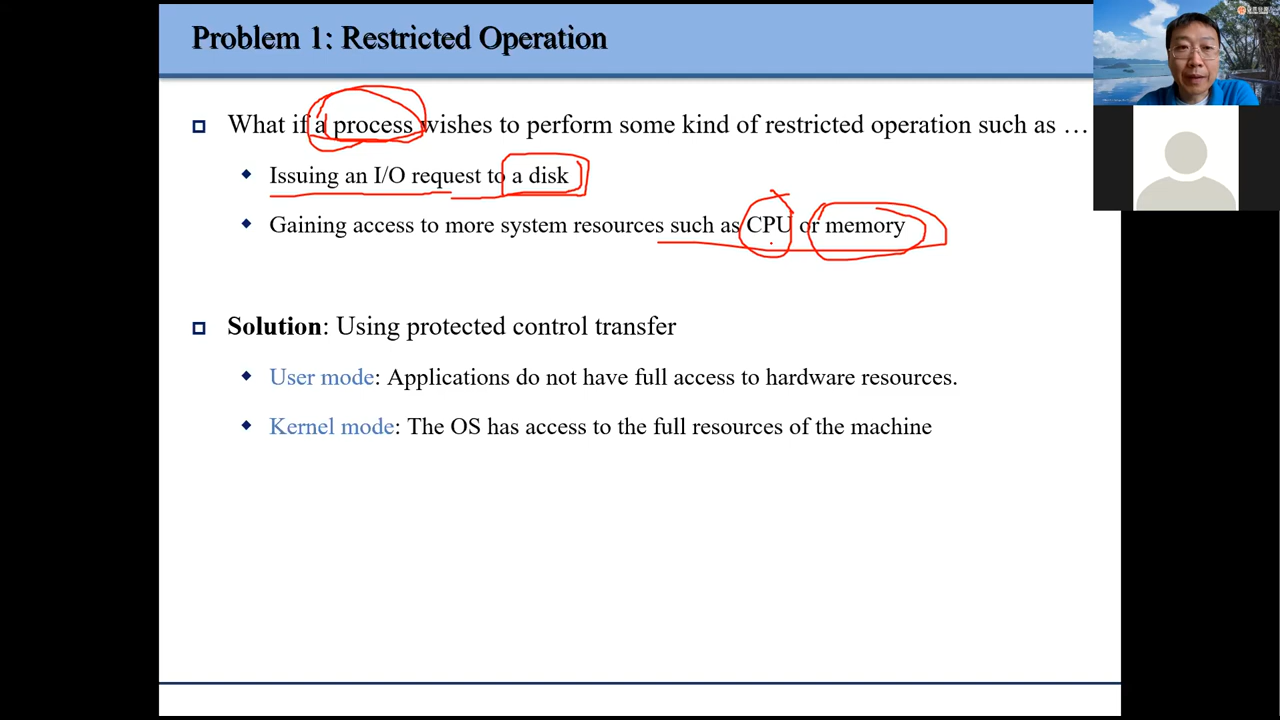 Problem 1: Restricted Operation
What if a process wishes to perform some kind of restricted operation such as …
Issuing an I/O request to a disk
Gaining access to more system resources such as CPU or memory
Solution: Using protected control transfer
User mode: Applications do not have full access to hardware resources.
Kernel mode: The OS has access to the full resources of the machine